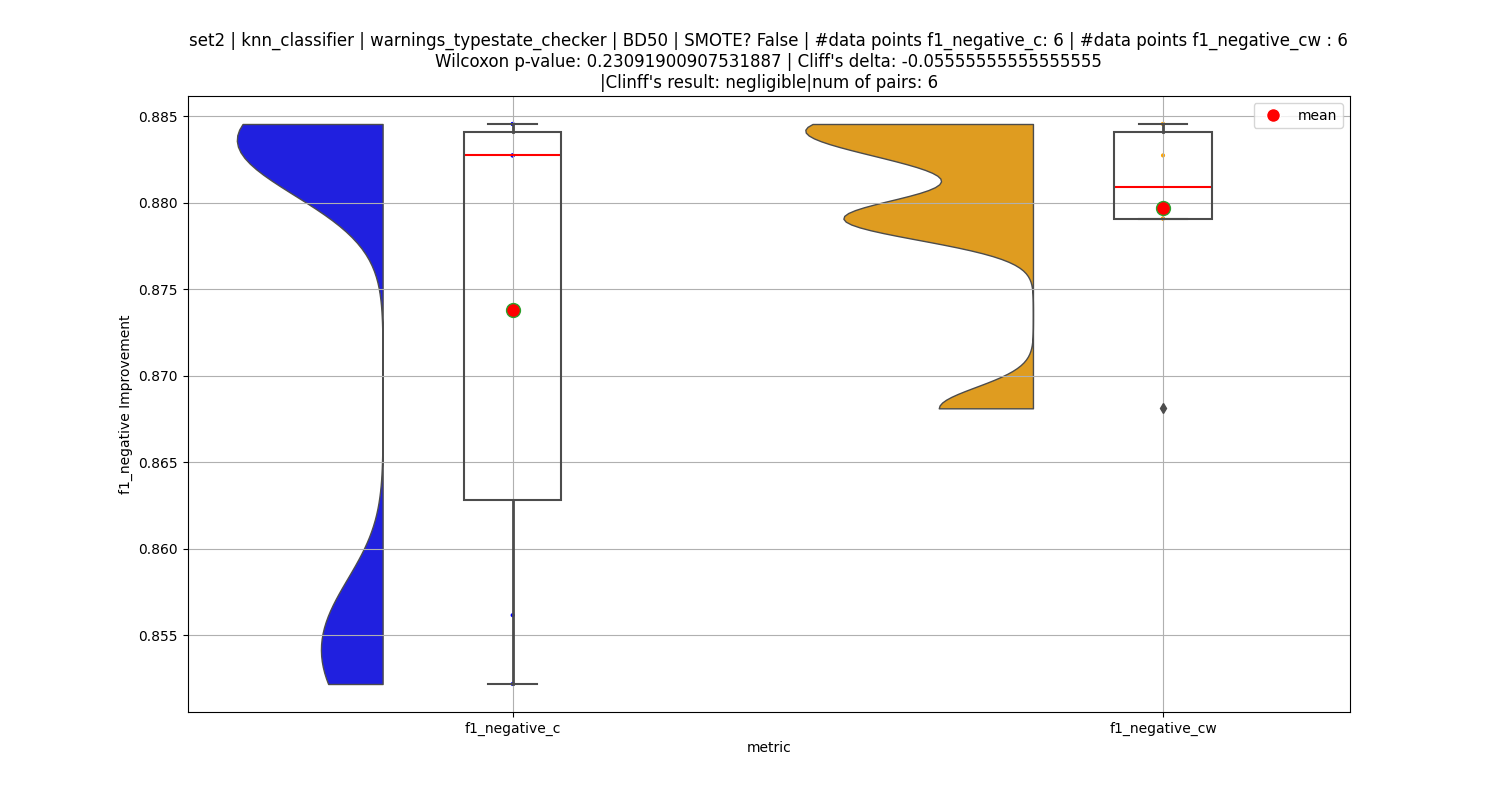 set2 | knn_classifier | warnings_typestate_checker | BD50 | SMOTE? False | #data points f1_negative_c: 6 | #data points f1_negative_cw : 6
Wilcoxon p-value: 0.23091900907531887 | Cliff's delta: -0.05555555555555555
|Clinff's result: negligible|num of pairs: 6
mean
0.885
0.880
0.875
0.870
0.865
0.860
0.855
f1_negative Improvement
f1_negative_c
f1_negative_cw
metric